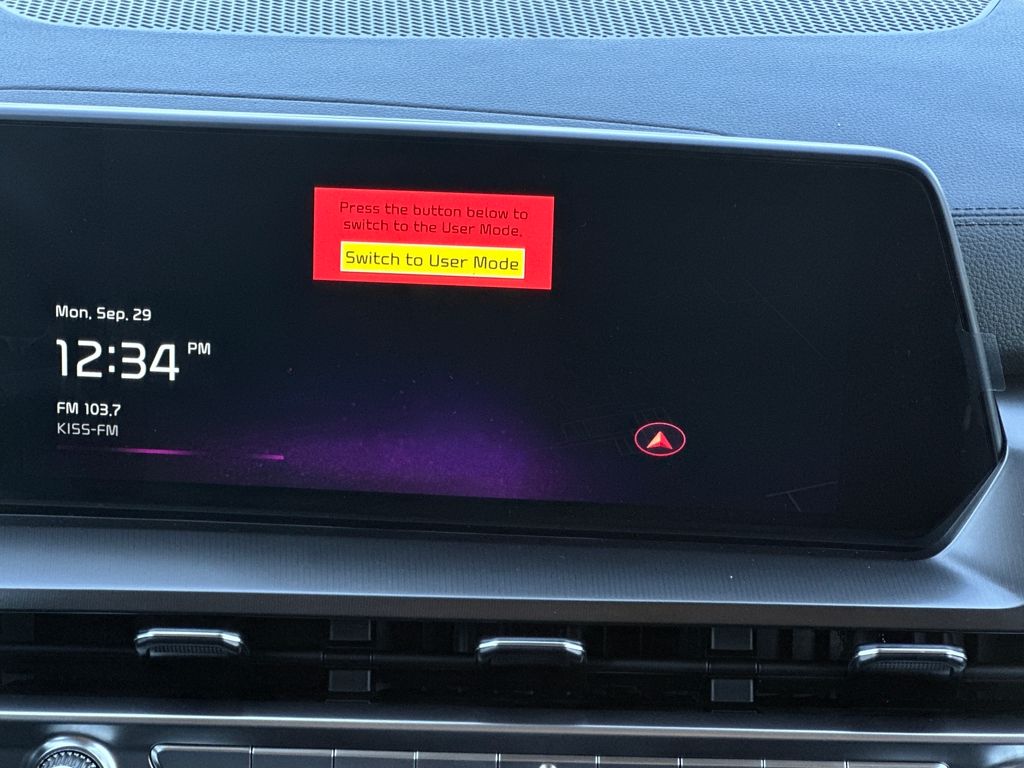 Press the button below to
switch to the User Mode.
Switch to User Mode
Mon, Sep. 29
12:34 PM
FM 103.7
KISS-FM